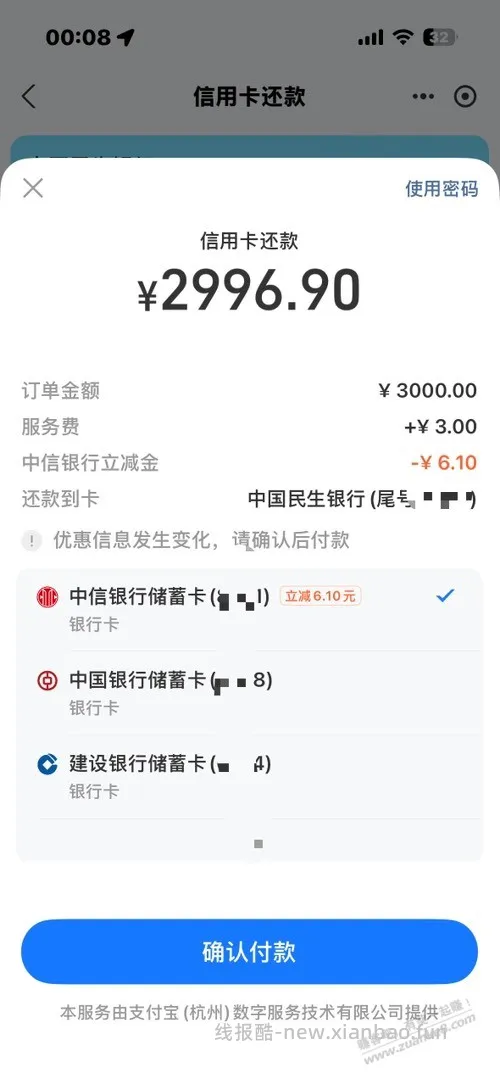 00:08
32
信用卡还款
使用密码
信用卡还款
¥2996.90
订单金额 ¥ 3000.00
服务费 +¥ 3.00
中信银行立减金 -¥ 6.10
还款到卡 中国民生银行 (尾号 )
! 优惠信息发生变化，请确认后付款
中信银行储蓄卡( ) 立减6.10元
银行卡
中国银行储蓄卡( 8)
银行卡
建设银行储蓄卡( 4)
银行卡
确认付款
本服务由支付宝(杭州)数字服务技术有限公司提供
线报酷-new.xianbao.fun